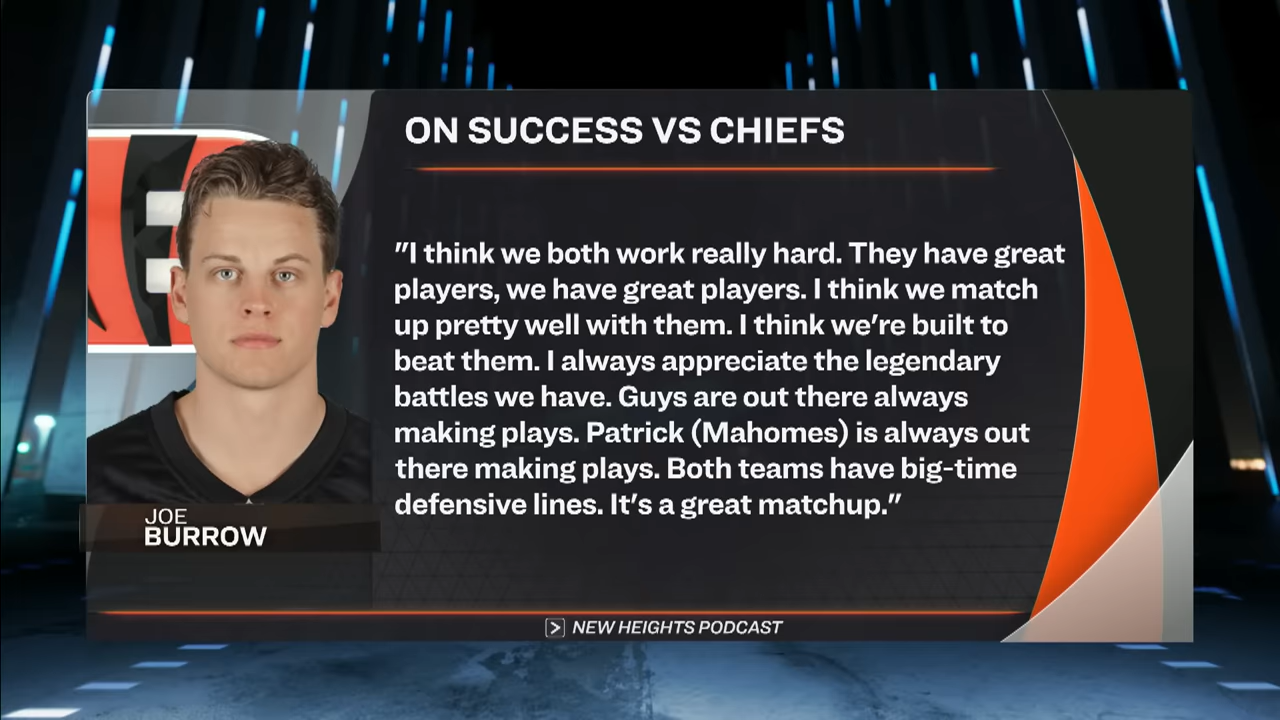 ON SUCCESS VS CHIEFS
"I think we both work really hard. They have great
players, we have great players. I think we match
up pretty well with them. I think we're built to
beat them. I always appreciate the legendary
battles we have. Guys are out there always
making plays. Patrick (Mahomes) is always out
there making plays. Both teams have big-time
defensive lines. It's a great matchup."
JOE
BURROW
NEW HEIGHTS PODCAST